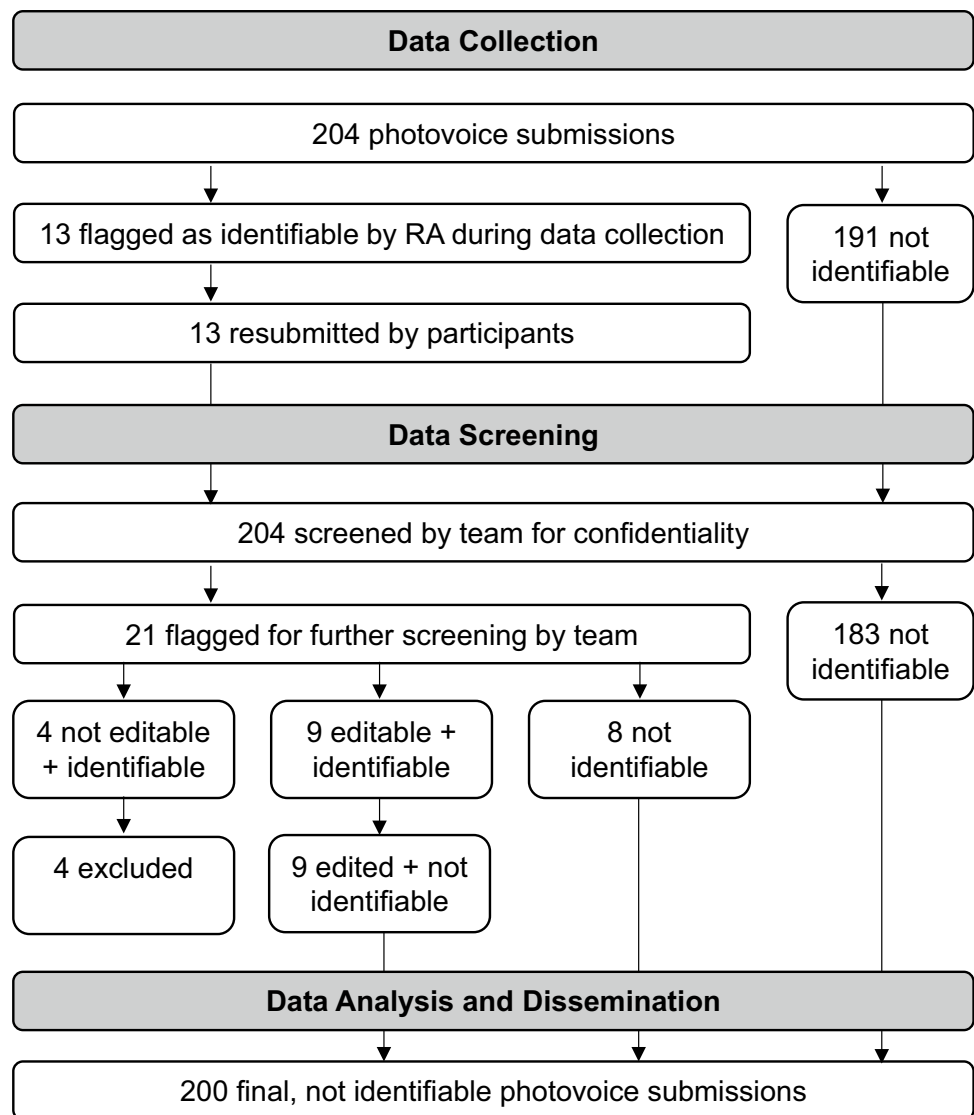 Data Collection
204 photovoice submissions
13 flagged as identifiable by RA during data collection
191 not
identifiable
13 resubmitted by participants
Data Screening
204 screened by team for confidentiality
21 flagged for further screening by team
183 not
identifiable
4 not editable
+ identifiable
9 editable +
identifiable
8 not
identifiable
4 excluded
9 edited + not
identifiable
Data Analysis and Dissemination
200 final, not identifiable photovoice submissions